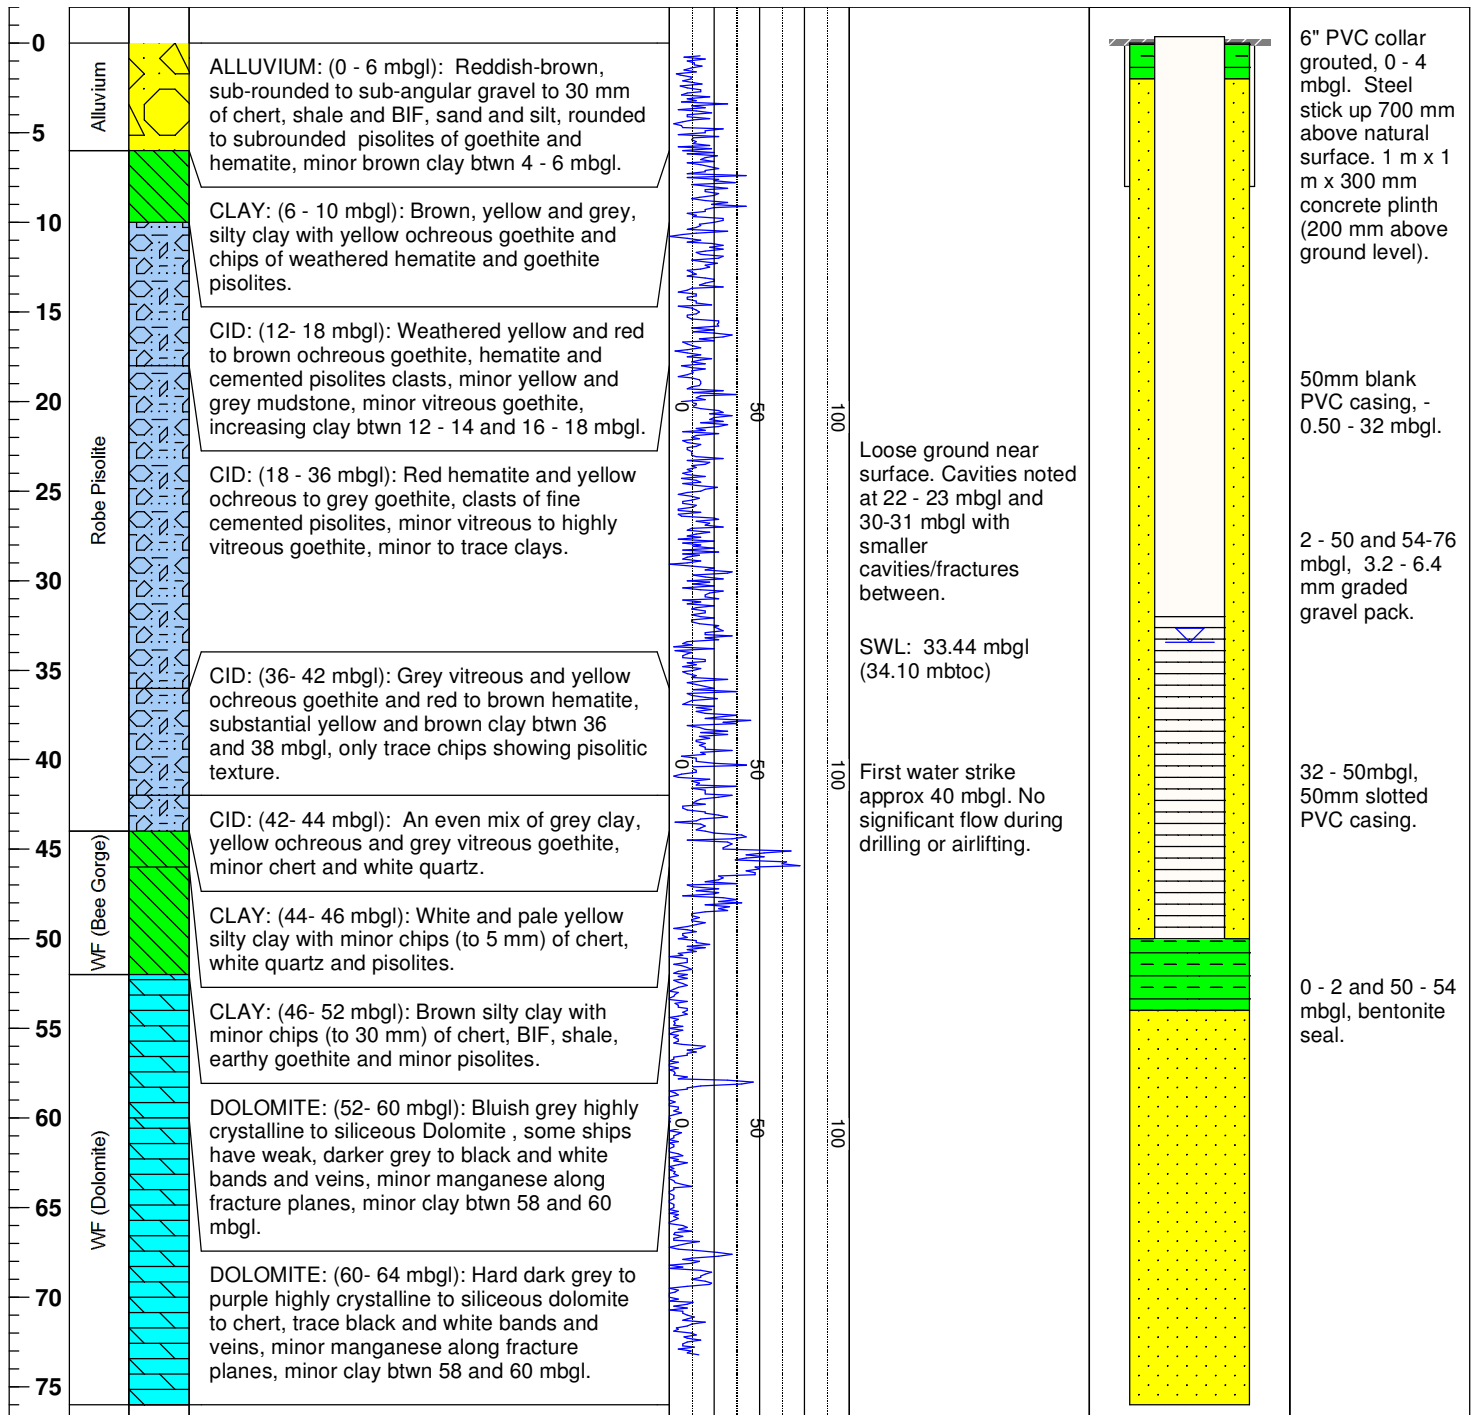 0
5
10
15
20
25
30
35
40
45
50
55
60
65
70
75
Alluvium
Robe Pisolite
WF (Bee Gorge)
WF (Dolomite)
ALLUVIUM: (0 - 6 mbgl): Reddish-brown,
sub-rounded to sub-angular gravel to 30 mm
of chert, shale and BIF, sand and silt, rounded
to subrounded pisolites of goethite and
hematite, minor brown clay btwn 4 - 6 mbgl.
CLAY: (6 - 10 mbgl): Brown, yellow and grey,
silty clay with yellow ochreous goethite and
chips of weathered hematite and goethite
pisolites.
CID: (12- 18 mbgl): Weathered yellow and red
to brown ochreous goethite, hematite and
cemented pisolites clasts, minor yellow and
grey mudstone, minor vitreous goethite,
increasing clay btwn 12 - 14 and 16 - 18 mbgl.
CID: (18 - 36 mbgl): Red hematite and yellow
ochreous to grey goethite, clasts of fine
cemented pisolites, minor vitreous to highly
vitreous goethite, minor to trace clays.
CID: (36- 42 mbgl): Grey vitreous and yellow
ochreous goethite and red to brown hematite,
substantial yellow and brown clay btwn 36
and 38 mbgl, only trace chips showing pisolitic
texture.
CID: (42- 44 mbgl): An even mix of grey clay,
yellow ochreous and grey vitreous goethite,
minor chert and white quartz.
CLAY: (44- 46 mbgl): White and pale yellow
silty clay with minor chips (to 5 mm) of chert,
white quartz and pisolites.
CLAY: (46- 52 mbgl): Brown silty clay with
minor chips (to 30 mm) of chert, BIF, shale,
earthy goethite and minor pisolites.
DOLOMITE: (52- 60 mbgl): Bluish grey highly
crystalline to siliceous Dolomite , some ships
have weak, darker grey to black and white
bands and veins, minor manganese along
fracture planes, minor clay btwn 58 and 60
mbgl.
DOLOMITE: (60- 64 mbgl): Hard dark grey to
purple highly crystalline to siliceous dolomite
to chert, trace black and white bands and
veins, minor manganese along fracture
planes, minor clay btwn 58 and 60 mbgl.
0 50 100
0 50 100
0 50 100
Loose ground near
surface. Cavities noted
at 22 - 23 mbgl and
30-31 mbgl with
smaller
cavities/fractures
between.
SWL: 33.44 mbgl
(34.10 mbtoc)
First water strike
approx 40 mbgl. No
significant flow during
drilling or airlifting.
6" PVC collar
grouted, 0 - 4
mbgl. Steel
stick up 700 mm
above natural
surface. 1 m x 1
m x 300 mm
concrete plinth
(200 mm above
ground level).
50mm blank
PVC casing, -
0.50 - 32 mbgl.
2 - 50 and 54-76
mbgl, 3.2 - 6.4
mm graded
gravel pack.
32 - 50mbgl,
50mm slotted
PVC casing.
0 - 2 and 50 - 54
mbgl, bentonite
seal.